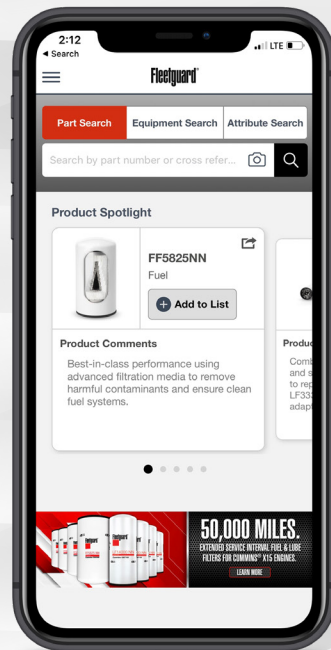 2:12
LTE
◀ Search
Fleetguard®
Part Search
Equipment Search
Attribute Search
Search by part number or cross refer...
Product Spotlight
FF5825NN
Fuel
Add to List
Product Comments
Best-in-class performance using
advanced filtration media to remove
harmful contaminants and ensure clean
fuel systems.
Produc
Comb
and s
to rep
LF333
adapt
Fleetguard
50,000 MILES.
EXTENDED SERVICE INTERVAL FUEL & LUBE
FILTERS FOR CUMMINS® X15 ENGINES.
LEARN MORE